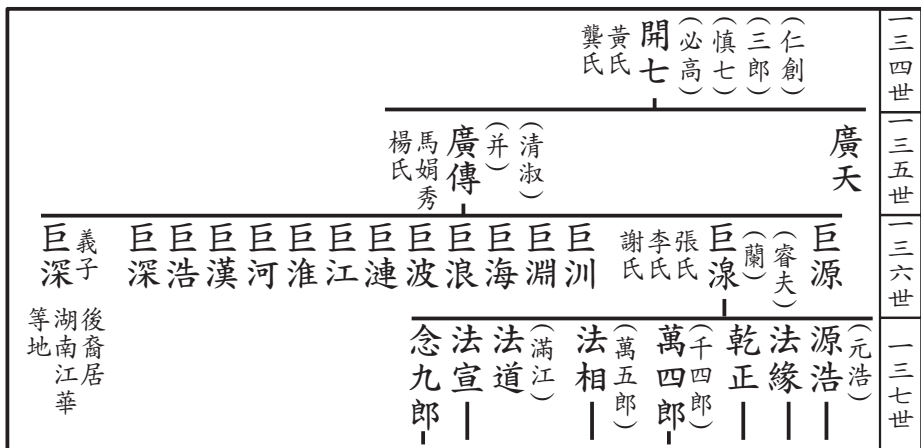 一三四世
（仁創）
（三郎）
（慎七）
（必高）
開七
黃氏
龔氏
一三五世
廣天
（清淑）
（并）
廣傳
馬娟秀
楊氏
一三六世
巨源
（睿夫）
（蘭）
巨湶
張氏
李氏
謝氏
巨汌
巨淵
巨海
巨浪
巨波
巨漣
巨江
巨淮
巨河
巨漢
巨浩
巨深
義子
巨深
後裔居
湖南江華
等地
一三七世
（元浩）
源浩
法緣
乾正
（千四郎）
萬四郎
（萬五郎）
法相
（滿江）
法道
法宣
念九郎